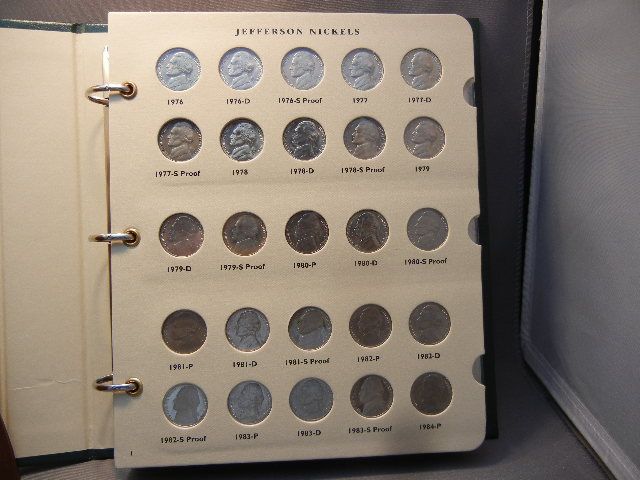 JEFFERSON NICKELS
1976 1976-D 1976-S Proof 1977 1977-D
1977-S Proof 1978 1978-D 1978-S Proof 1979
1979-D 1979-S Proof 1980-P 1980-D 1980-S Proof
1981-P 1981-D 1981-S Proof 1982-P 1982-D
1982-S Proof 1983-P 1983-D 1983-S Proof 1984-P
1